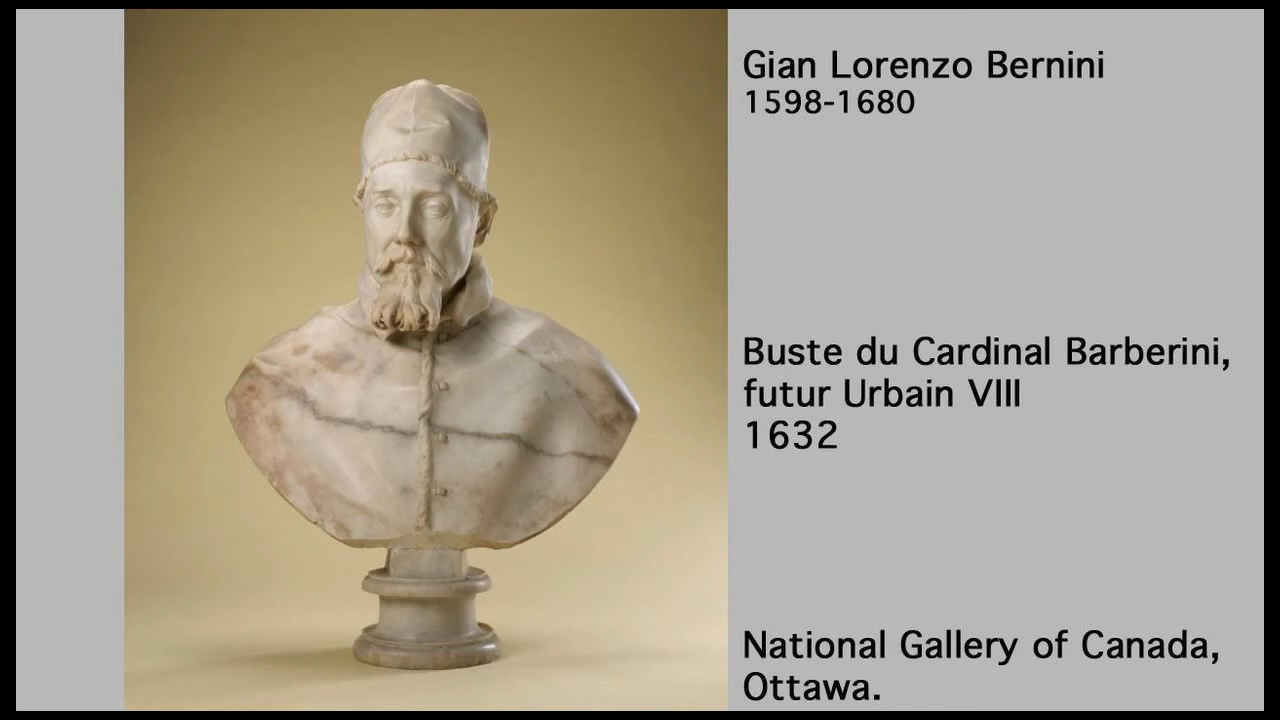 Gian Lorenzo Bernini
1598-1680
Buste du Cardinal Barberini,
futur Urbain VIII
1632
National Gallery of Canada,
Ottawa.